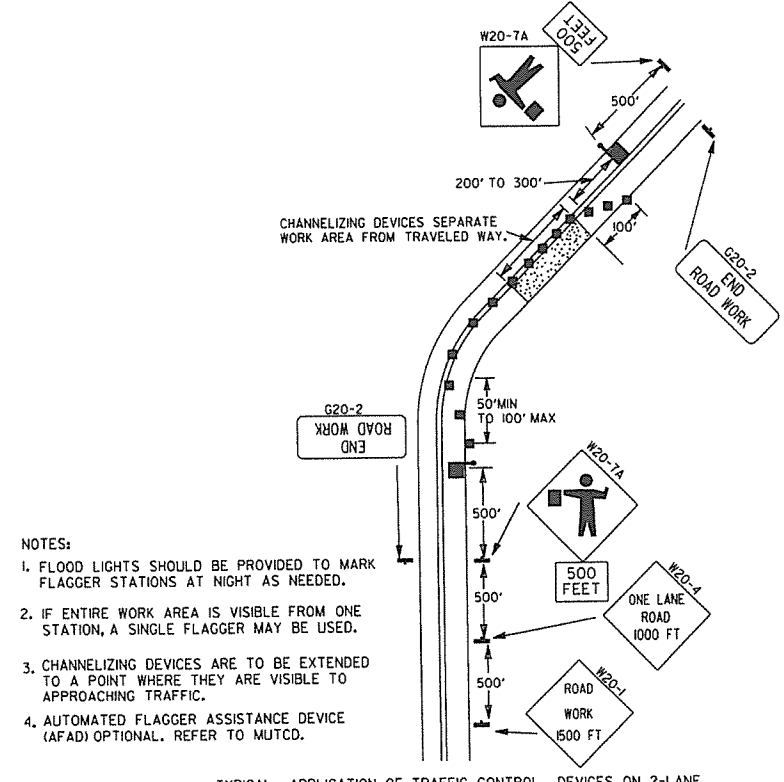 W20-7A
500
FEET
500'
200' TO 300'
CHANNELIZING DEVICES SEPARATE
WORK AREA FROM TRAVELED WAY.
100'
G20-2
END
ROAD WORK
G20-2
END
ROAD WORK
50'MIN
TO 100' MAX
W20-7A
500'
500
FEET
500'
W20-4
ONE LANE
ROAD
1000 FT
500'
W20-1
ROAD
WORK
1500 FT
NOTES:
1. FLOOD LIGHTS SHOULD BE PROVIDED TO MARK
FLAGGER STATIONS AT NIGHT AS NEEDED.
2. IF ENTIRE WORK AREA IS VISIBLE FROM ONE
STATION, A SINGLE FLAGGER MAY BE USED.
3. CHANNELIZING DEVICES ARE TO BE EXTENDED
TO A POINT WHERE THEY ARE VISIBLE TO
APPROACHING TRAFFIC.
4. AUTOMATED FLAGGER ASSISTANCE DEVICE
(AFAD) OPTIONAL. REFER TO MUTCD.
TYPICAL APPLICATION OF TRAFFIC CONTROL DEVICES ON 2-LANE